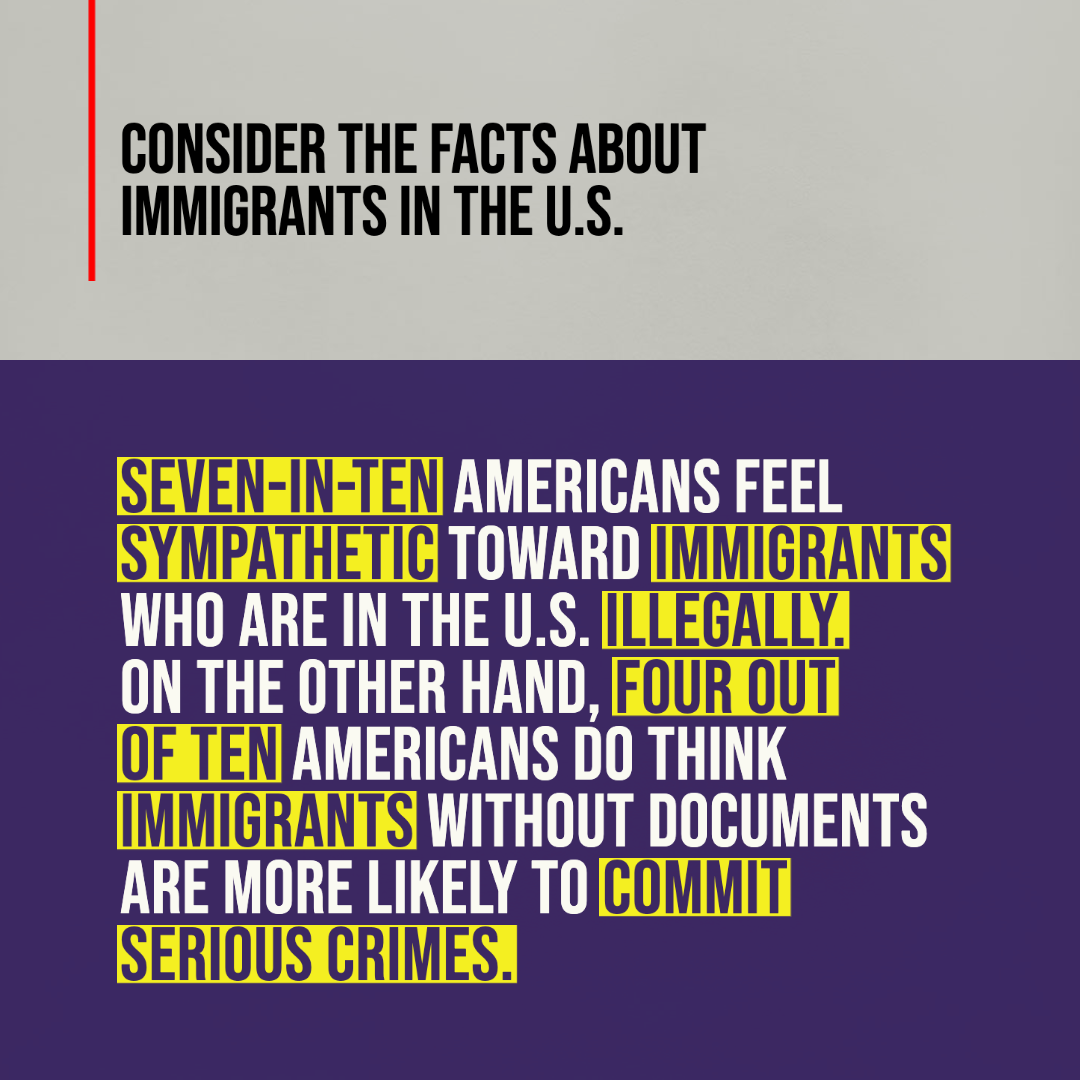 CONSIDER THE FACTS ABOUT
IMMIGRANTS IN THE U.S.
SEVEN-IN-TEN AMERICANS FEEL
SYMPATHETIC TOWARD IMMIGRANTS
WHO ARE IN THE U.S. ILLEGALLY.
ON THE OTHER HAND, FOUR OUT
OF TEN AMERICANS DO THINK
IMMIGRANTS WITHOUT DOCUMENTS
ARE MORE LIKELY TO COMMIT
SERIOUS CRIMES.